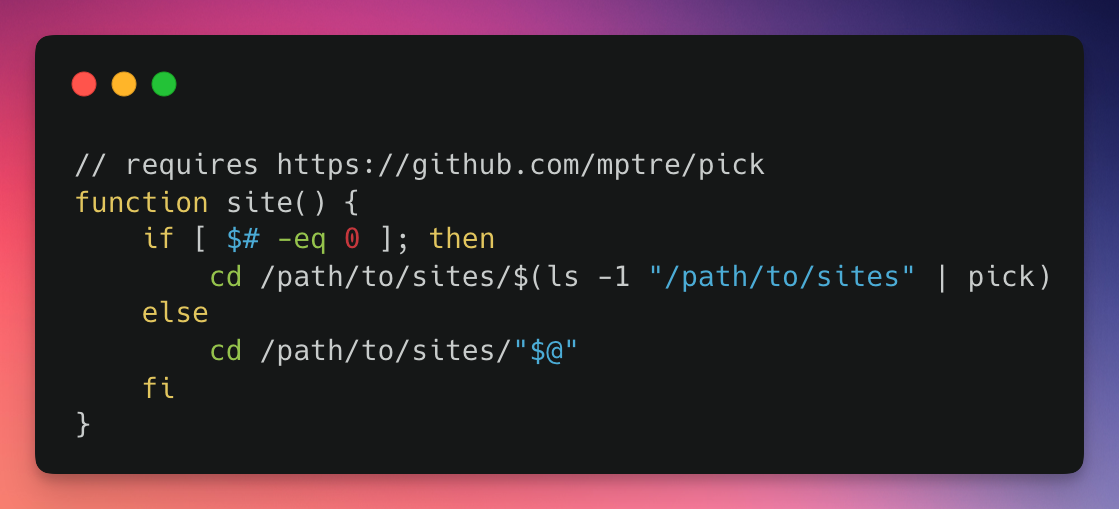 // requires https://github.com/mptre/pick
function site() {
    if [ $# -eq 0 ]; then
        cd /path/to/sites/$(ls -1 "/path/to/sites" | pick)
    else
        cd /path/to/sites/"$@"
    fi
}